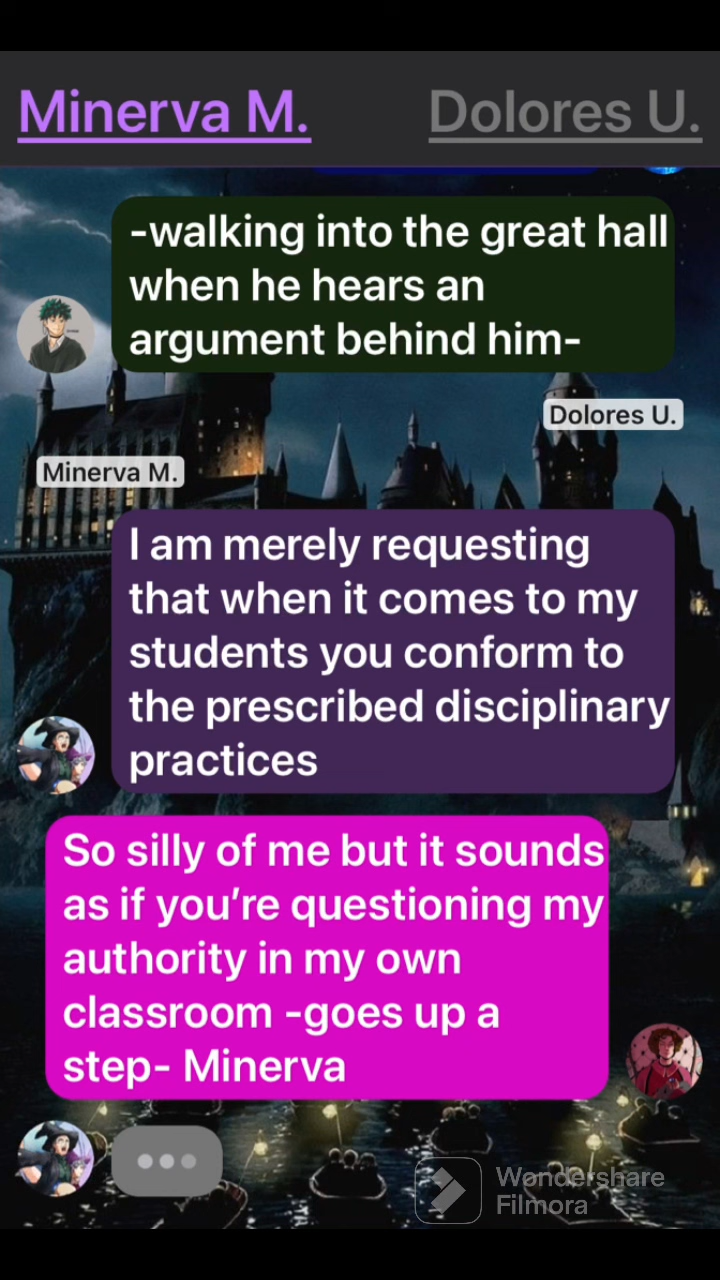 Minerva M.
Dolores U.
-walking into the great hall
when he hears an
argument behind him-
Dolores U.
Minerva M.
I am merely requesting
that when it comes to my
students you conform to
the prescribed disciplinary
practices
So silly of me but it sounds
as if you’re questioning my
authority in my own
classroom -goes up a
step- Minerva
Wondershare
Filmora